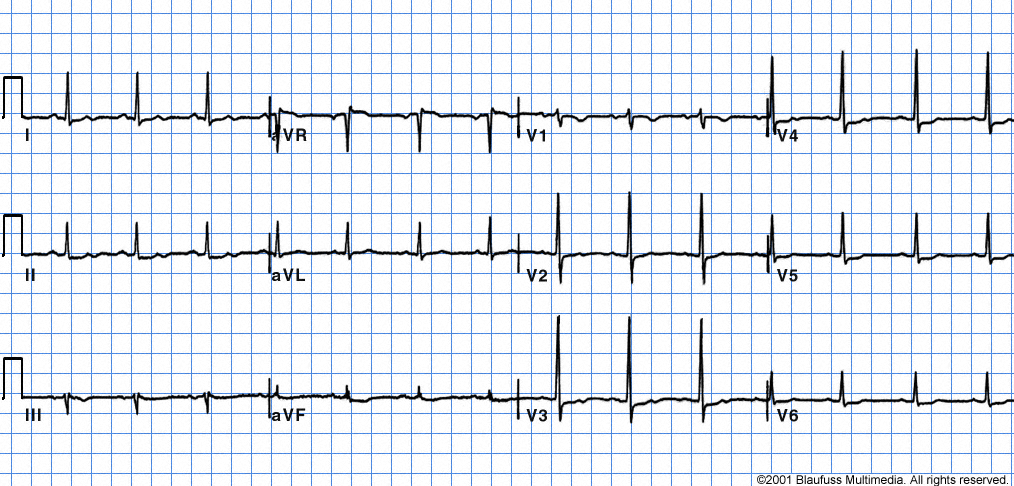 I aVR V1 V4
II aVL V2 V5
III aVF V3 V6
©2001 Blaufuss Multimedia. All rights reserved.